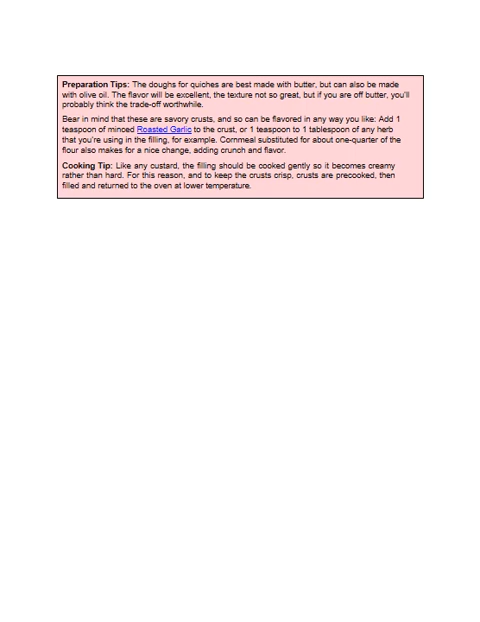 Preparation Tips: The doughs for quiches are best made with butter, but can also be made
with olive oil. The flavor will be excellent, the texture not so great, but if you are off butter, you'll
probably think the trade-off worthwhile.
Bear in mind that these are savory crusts, and so can be flavored in any way you like: Add 1
teaspoon of minced Roasted Garlic to the crust, or 1 teaspoon to 1 tablespoon of any herb
that you're using in the filling, for example. Cornmeal substituted for about one-quarter of the
flour also makes for a nice change, adding crunch and flavor.
Cooking Tip: Like any custard, the filling should be cooked gently so it becomes creamy
rather than hard. For this reason, and to keep the crusts crisp, crusts are precooked, then
filled and returned to the oven at lower temperature.